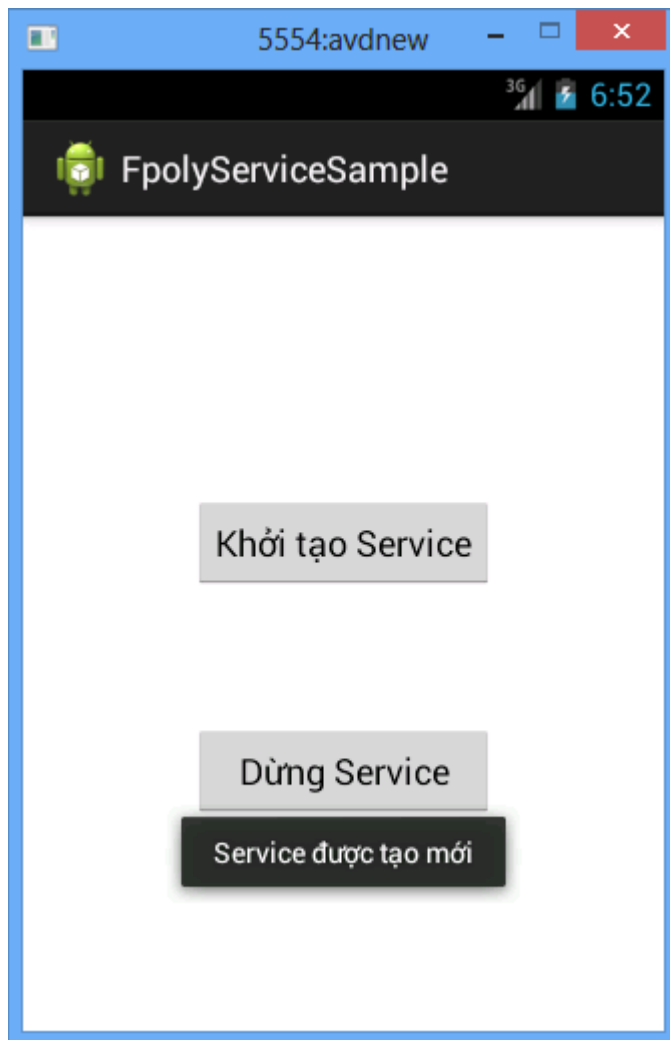 5554:avdnew
3G 6:52
FpolyServiceSample
Khởi tạo Service
Dừng Service
Service được tạo mới